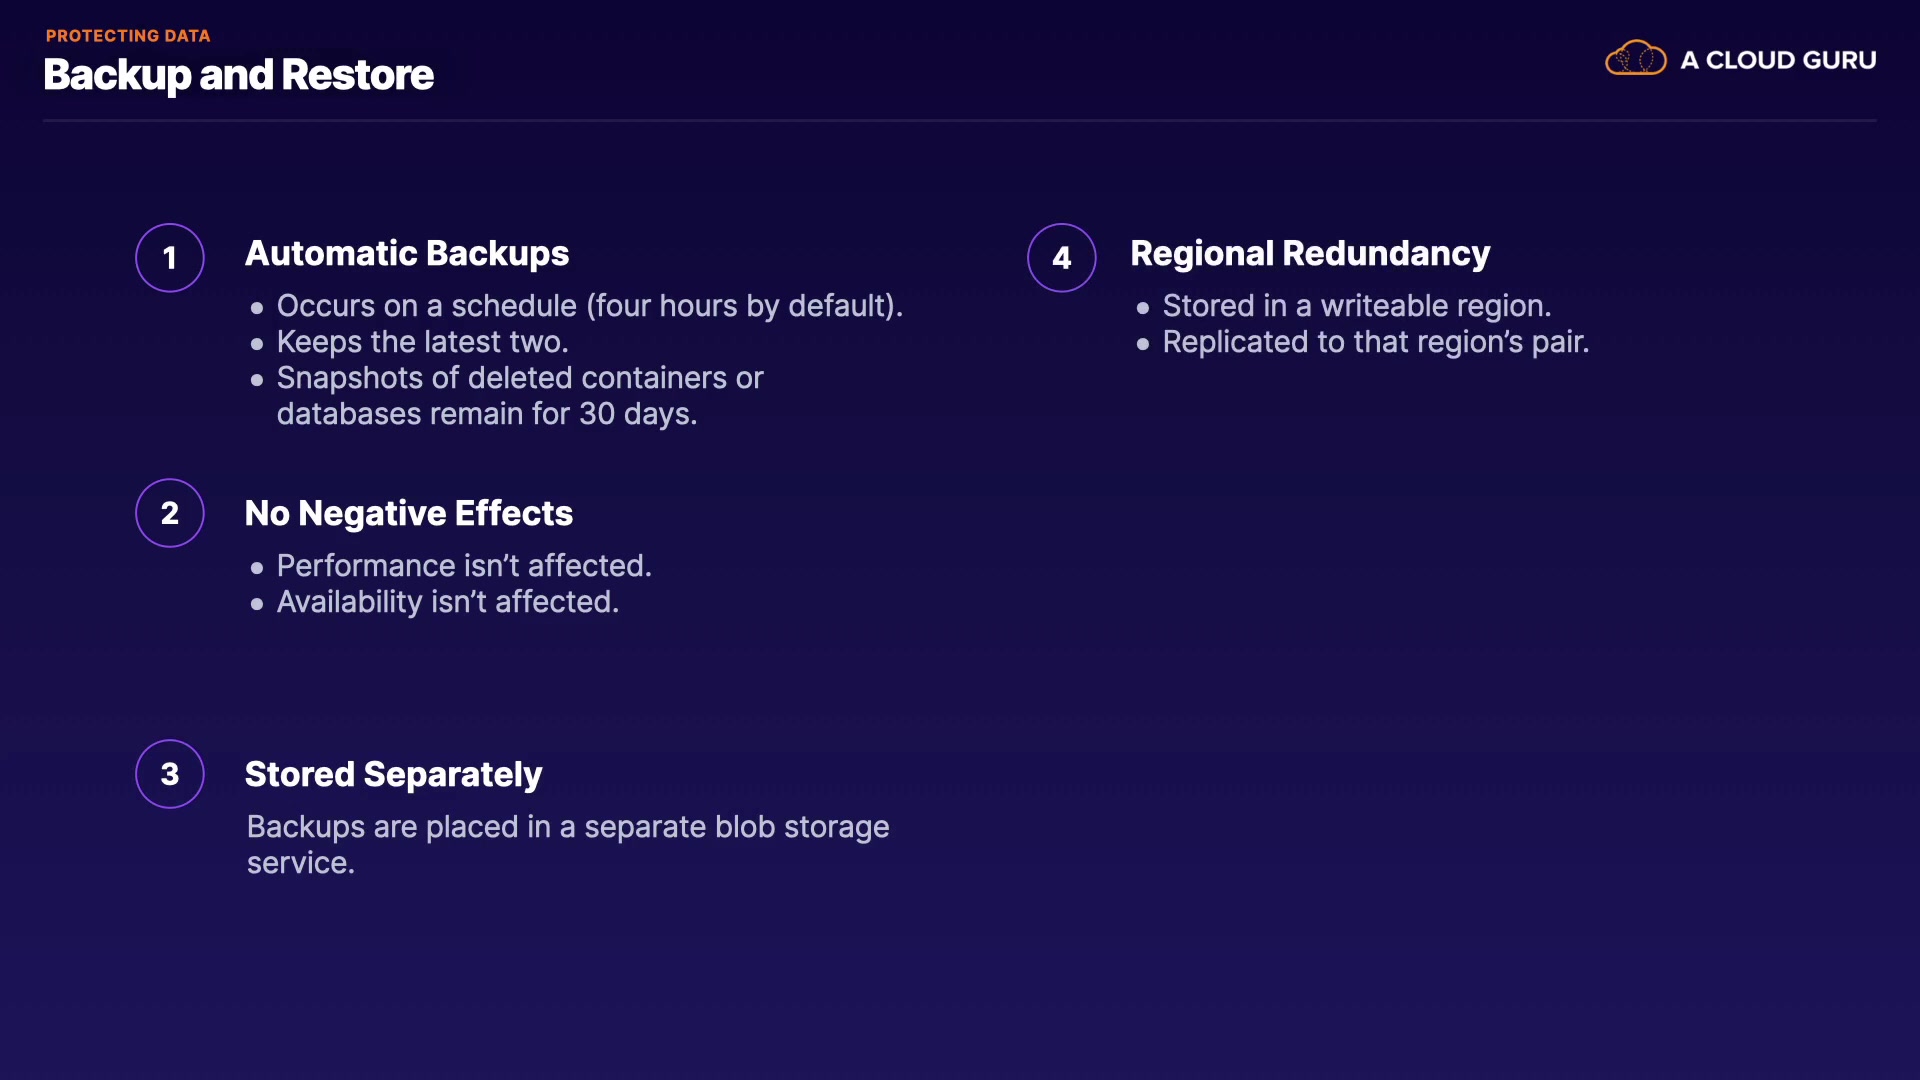 PROTECTING DATA
Backup and Restore
A CLOUD GURU
1
Automatic Backups
• Occurs on a schedule (four hours by default).
• Keeps the latest two.
• Snapshots of deleted containers or
databases remain for 30 days.
2
No Negative Effects
• Performance isn’t affected.
• Availability isn’t affected.
3
Stored Separately
Backups are placed in a separate blob storage
service.
4
Regional Redundancy
• Stored in a writeable region.
• Replicated to that region’s pair.